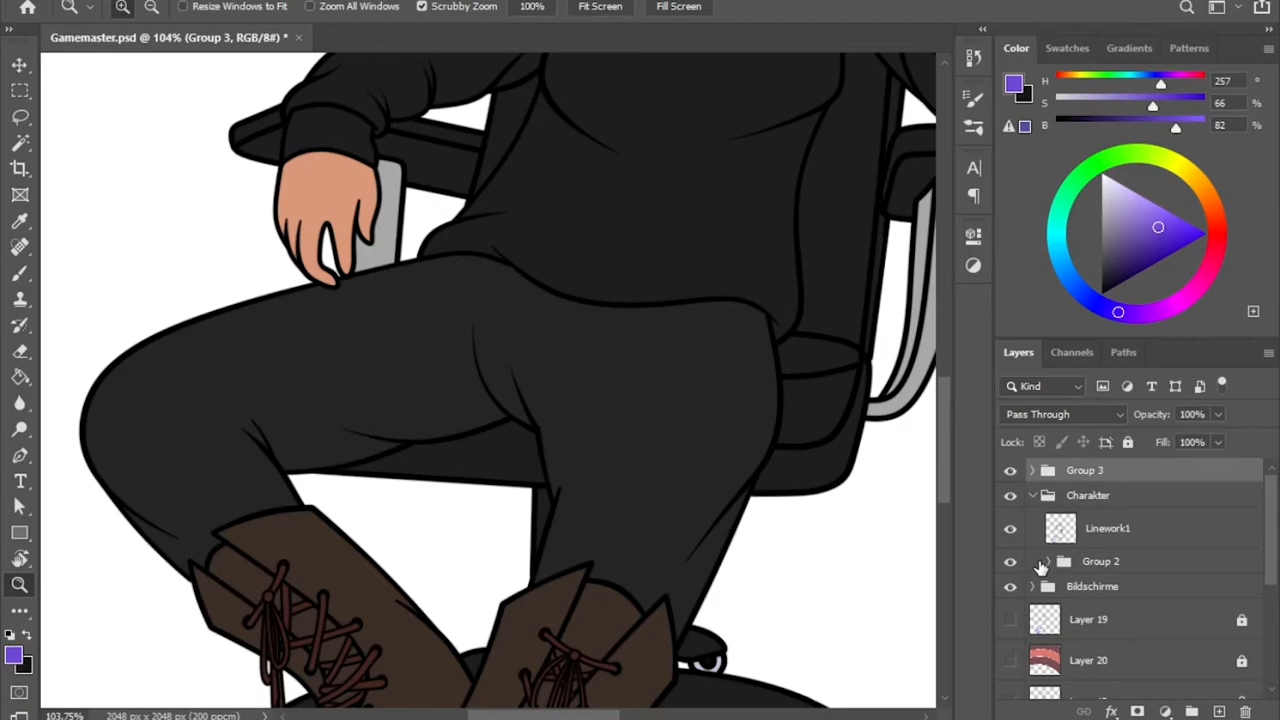 Resize Windows to Fit Zoom All Windows Scrubby Zoom 100% Fit Screen Fill Screen
Gamemaster.psd @ 104% (Group 3, RGB/8#) * ×
Color Swatches Gradients Patterns
H 257 °
S 66 %
B 82 %
Layers Channels Paths
Kind
Pass Through Opacity: 100%
Lock: Fill: 100%
Group 3
Charakter
Linework1
Group 2
Bildschirme
Layer 19
Layer 20
103.75% 2048 px x 2048 px (200 ppcm)